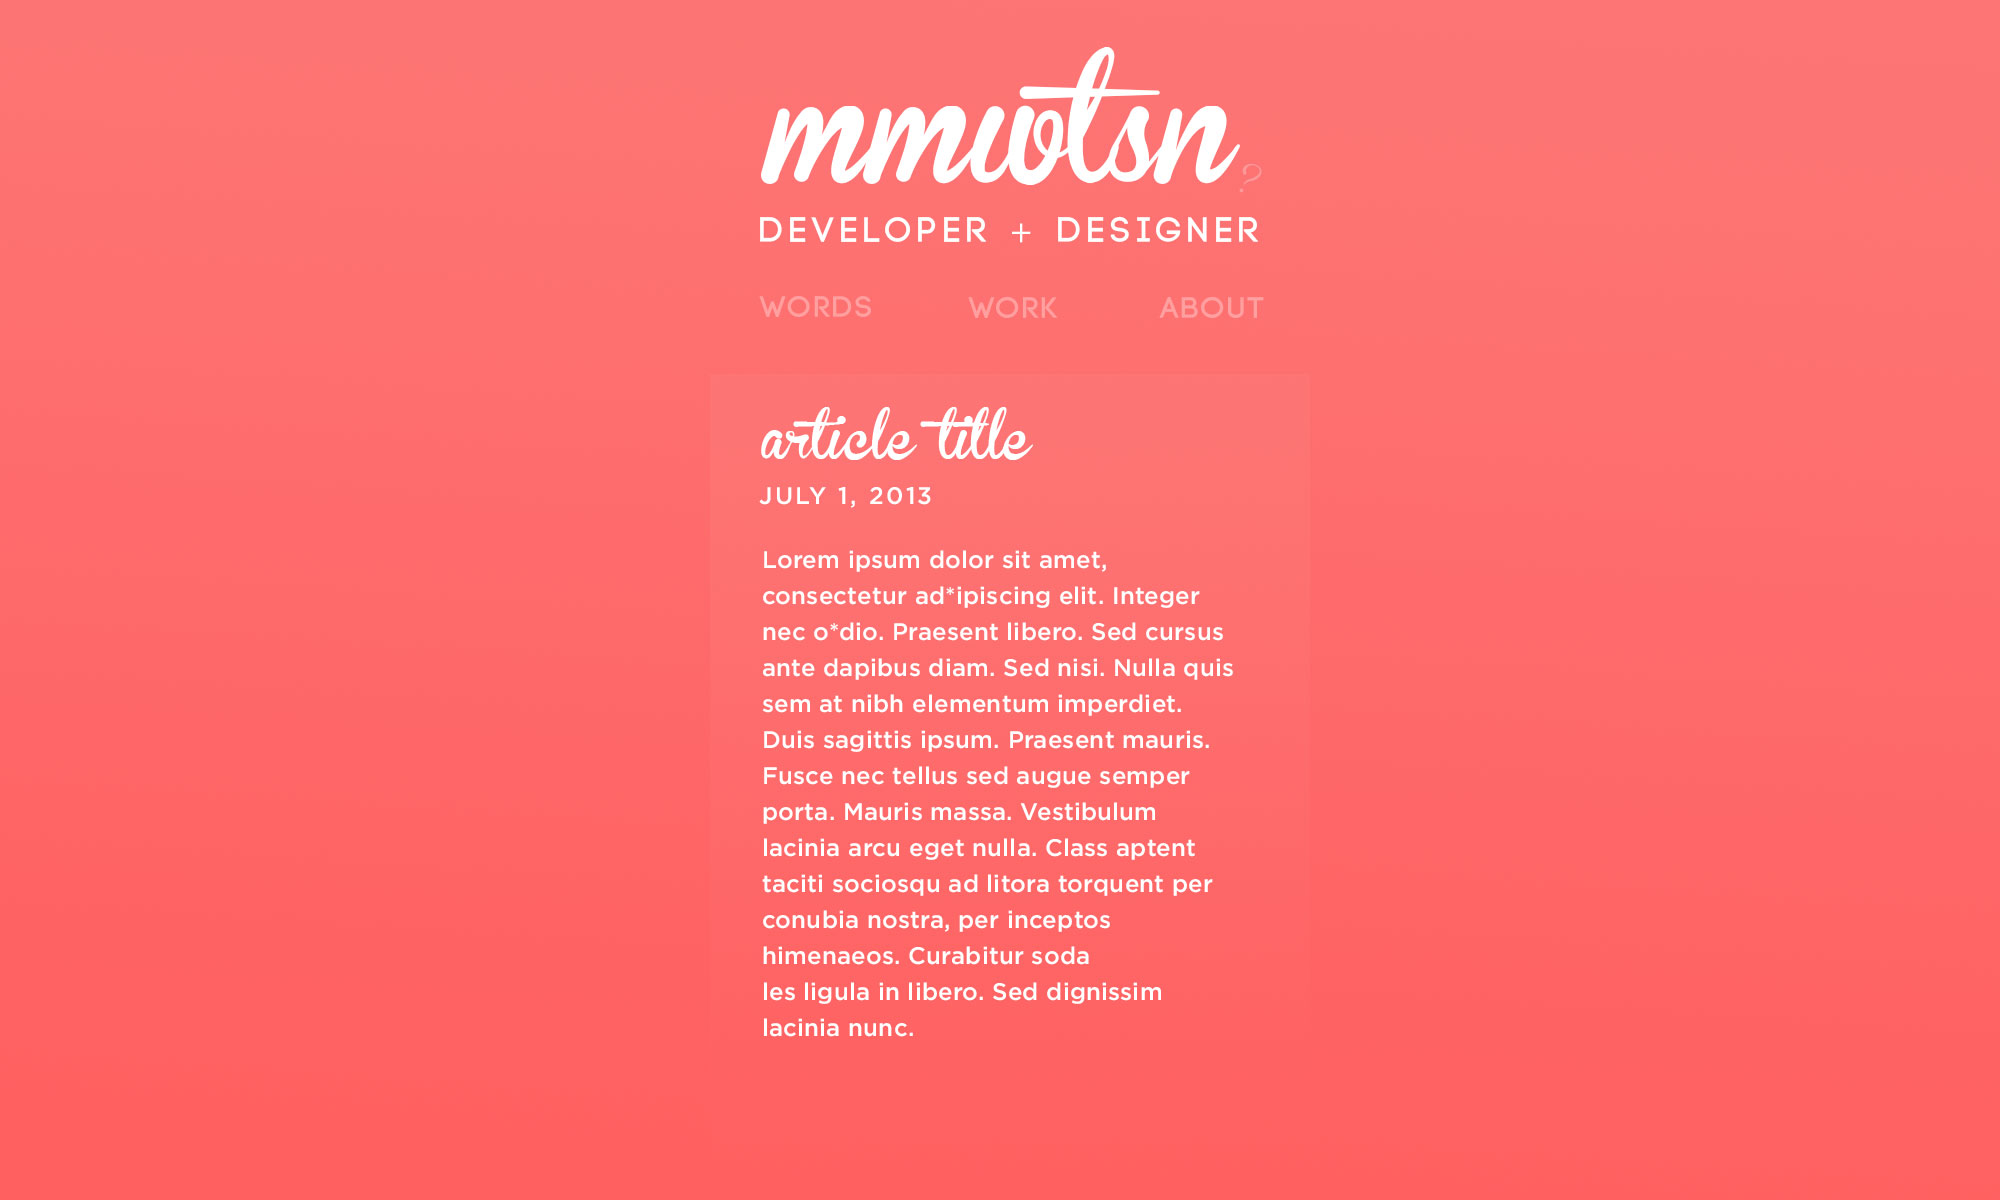 mmwtsn?
DEVELOPER + DESIGNER
WORDS WORK ABOUT
article title
JULY 1, 2013
Lorem ipsum dolor sit amet,
consectetur ad*ipiscing elit. Integer
nec o*dio. Praesent libero. Sed cursus
ante dapibus diam. Sed nisi. Nulla quis
sem at nibh elementum imperdiet.
Duis sagittis ipsum. Praesent mauris.
Fusce nec tellus sed augue semper
porta. Mauris massa. Vestibulum
lacinia arcu eget nulla. Class aptent
taciti sociosqu ad litora torquent per
conubia nostra, per inceptos
himenaeos. Curabitur soda
les ligula in libero. Sed dignissim
lacinia nunc.